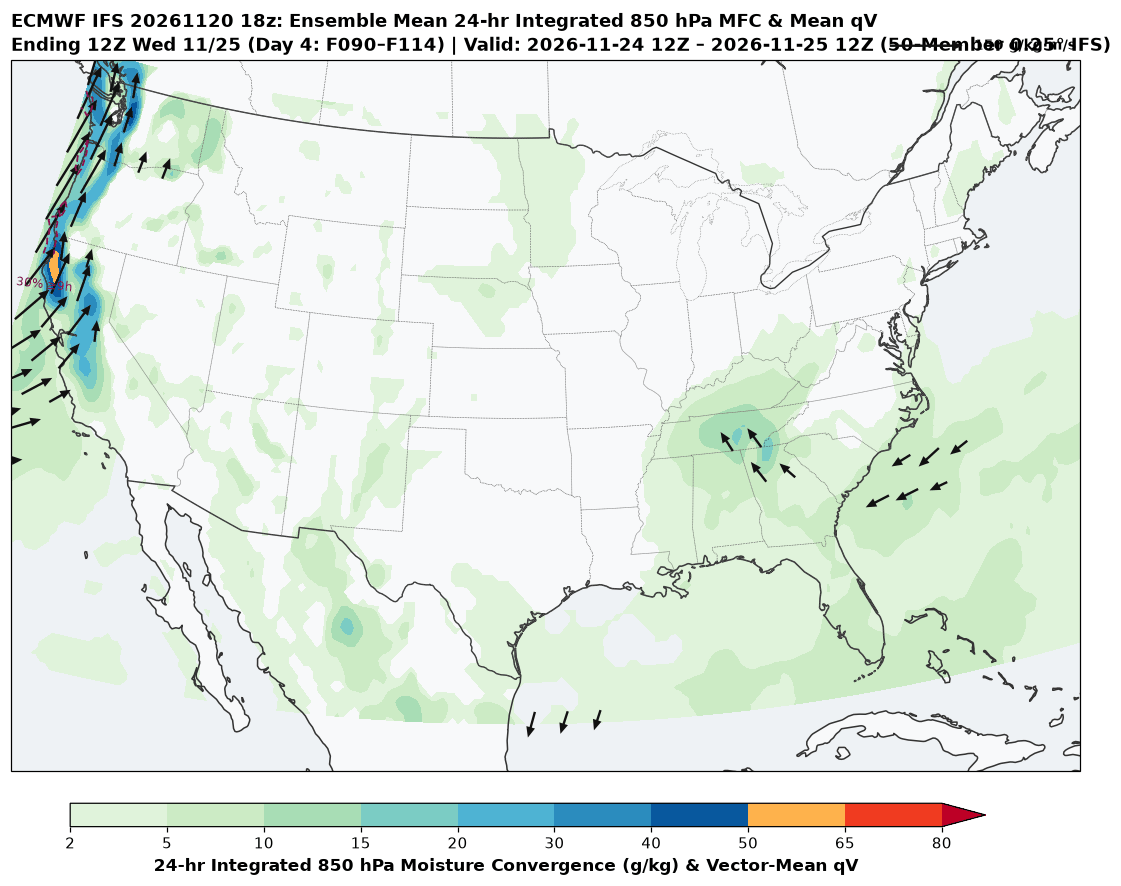 ECMWF IFS 20261120 18z: Ensemble Mean 24-hr Integrated 850 hPa MFC & Mean qV
Ending 12Z Wed 11/25 (Day 4: F090–F114) | Valid: 2026-11-24 12Z – 2026-11-25 12Z (50-Member 0.25° IFS)
30%
2 5 10 15 20 30 40 50 65 80
24-hr Integrated 850 hPa Moisture Convergence (g/kg) & Vector-Mean qV